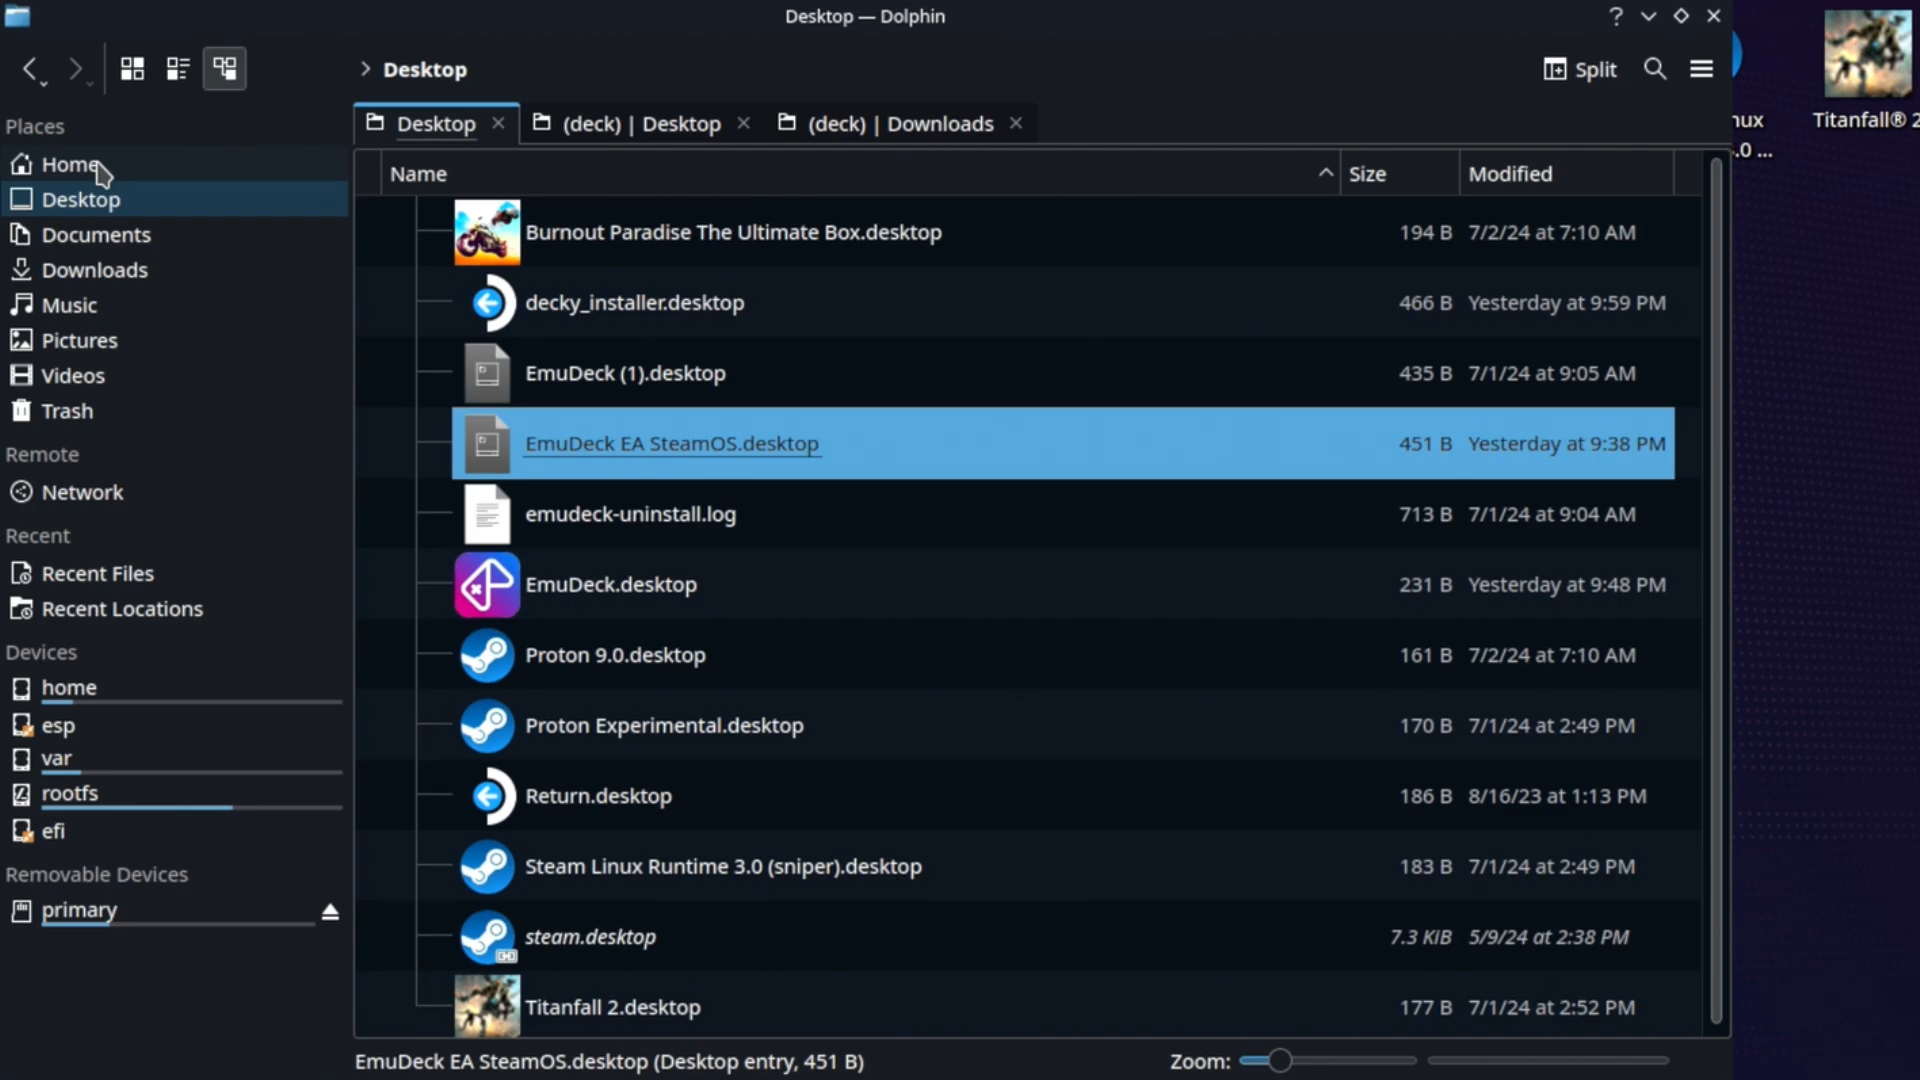 Desktop — Dolphin
Desktop
Split
Places
Home
Desktop
Documents
Downloads
Music
Pictures
Videos
Trash
Remote
Network
Recent
Recent Files
Recent Locations
Devices
home
esp
var
rootfs
efi
Removable Devices
primary
Desktop
(deck) | Desktop
(deck) | Downloads
Name Size Modified
Burnout Paradise The Ultimate Box.desktop 194 B 7/2/24 at 7:10 AM
decky_installer.desktop 466 B Yesterday at 9:59 PM
EmuDeck (1).desktop 435 B 7/1/24 at 9:05 AM
EmuDeck EA SteamOS.desktop 451 B Yesterday at 9:38 PM
emudeck-uninstall.log 713 B 7/1/24 at 9:04 AM
EmuDeck.desktop 231 B Yesterday at 9:48 PM
Proton 9.0.desktop 161 B 7/2/24 at 7:10 AM
Proton Experimental.desktop 170 B 7/1/24 at 2:49 PM
Return.desktop 186 B 8/16/23 at 1:13 PM
Steam Linux Runtime 3.0 (sniper).desktop 183 B 7/1/24 at 2:49 PM
steam.desktop 7.3 KiB 5/9/24 at 2:38 PM
Titanfall 2.desktop 177 B 7/1/24 at 2:52 PM
EmuDeck EA SteamOS.desktop (Desktop entry, 451 B)
Zoom:
nux
.0 ...
Titanfall® 2